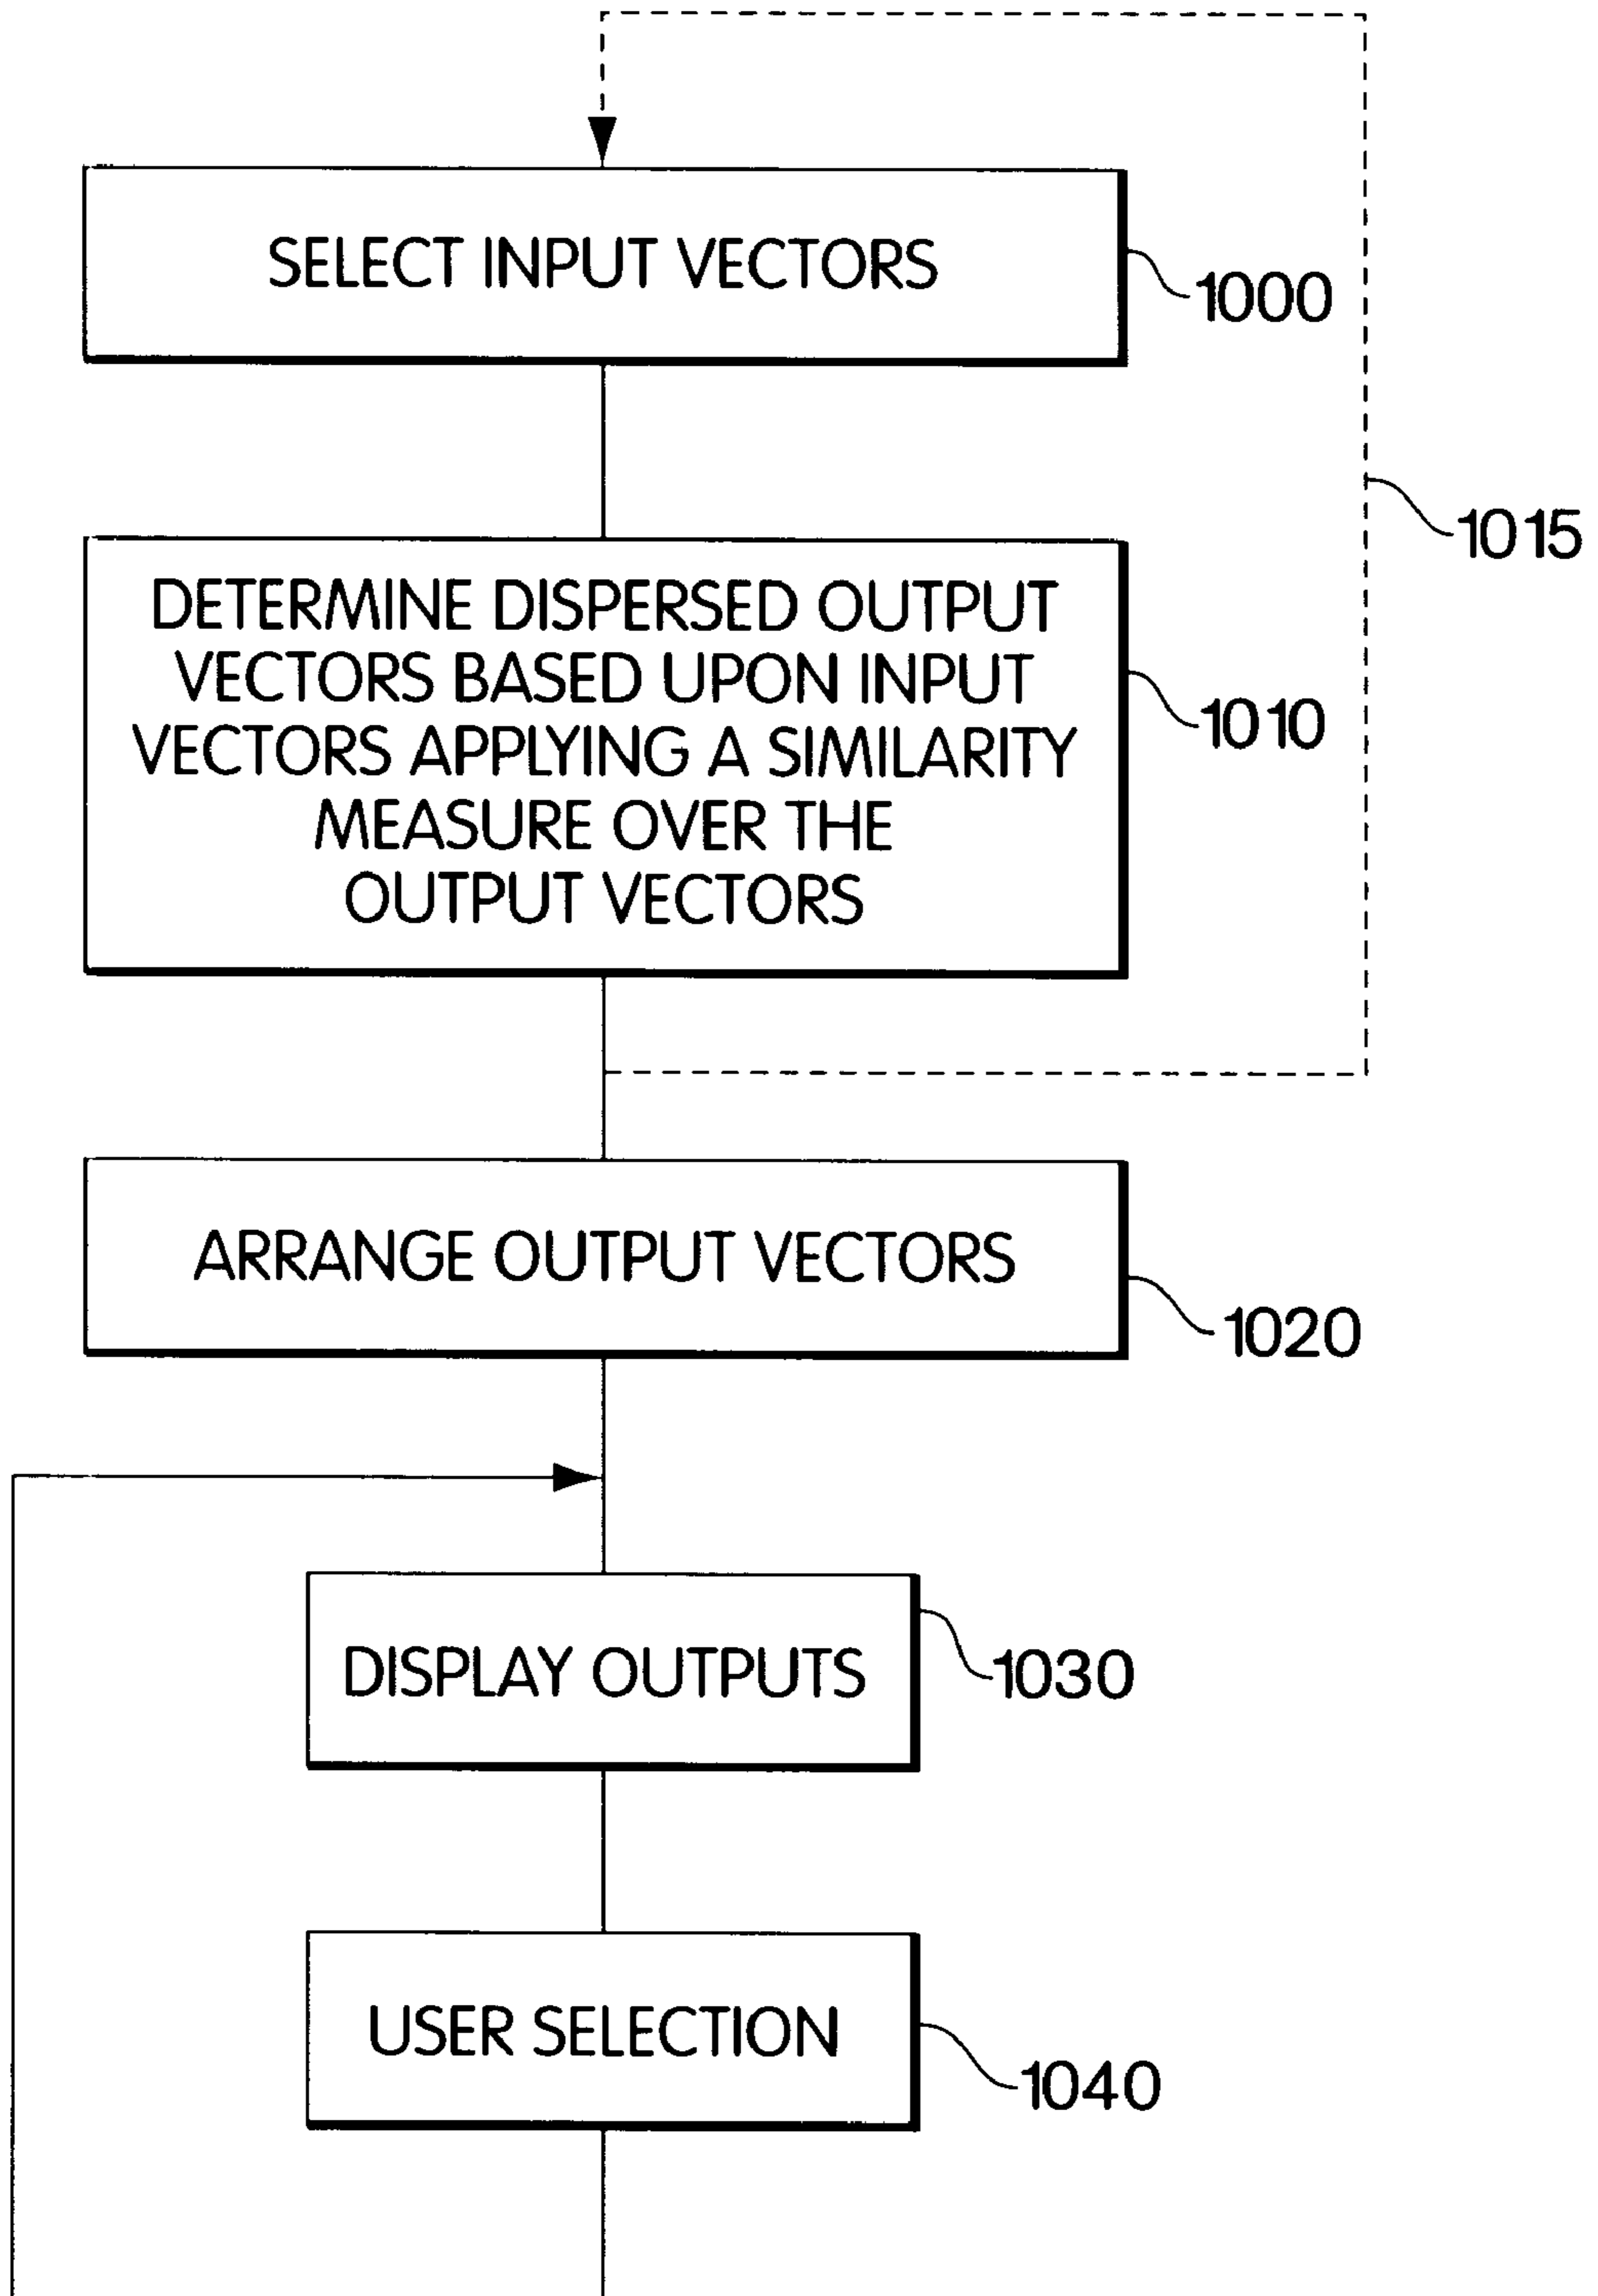 SELECT INPUT VECTORS
1000
1015
DETERMINE DISPERSED OUTPUT
VECTORS BASED UPON INPUT
VECTORS APPLYING A SIMILARITY
MEASURE OVER THE
OUTPUT VECTORS
1010
ARRANGE OUTPUT VECTORS
1020
DISPLAY OUTPUTS
1030
USER SELECTION
1040